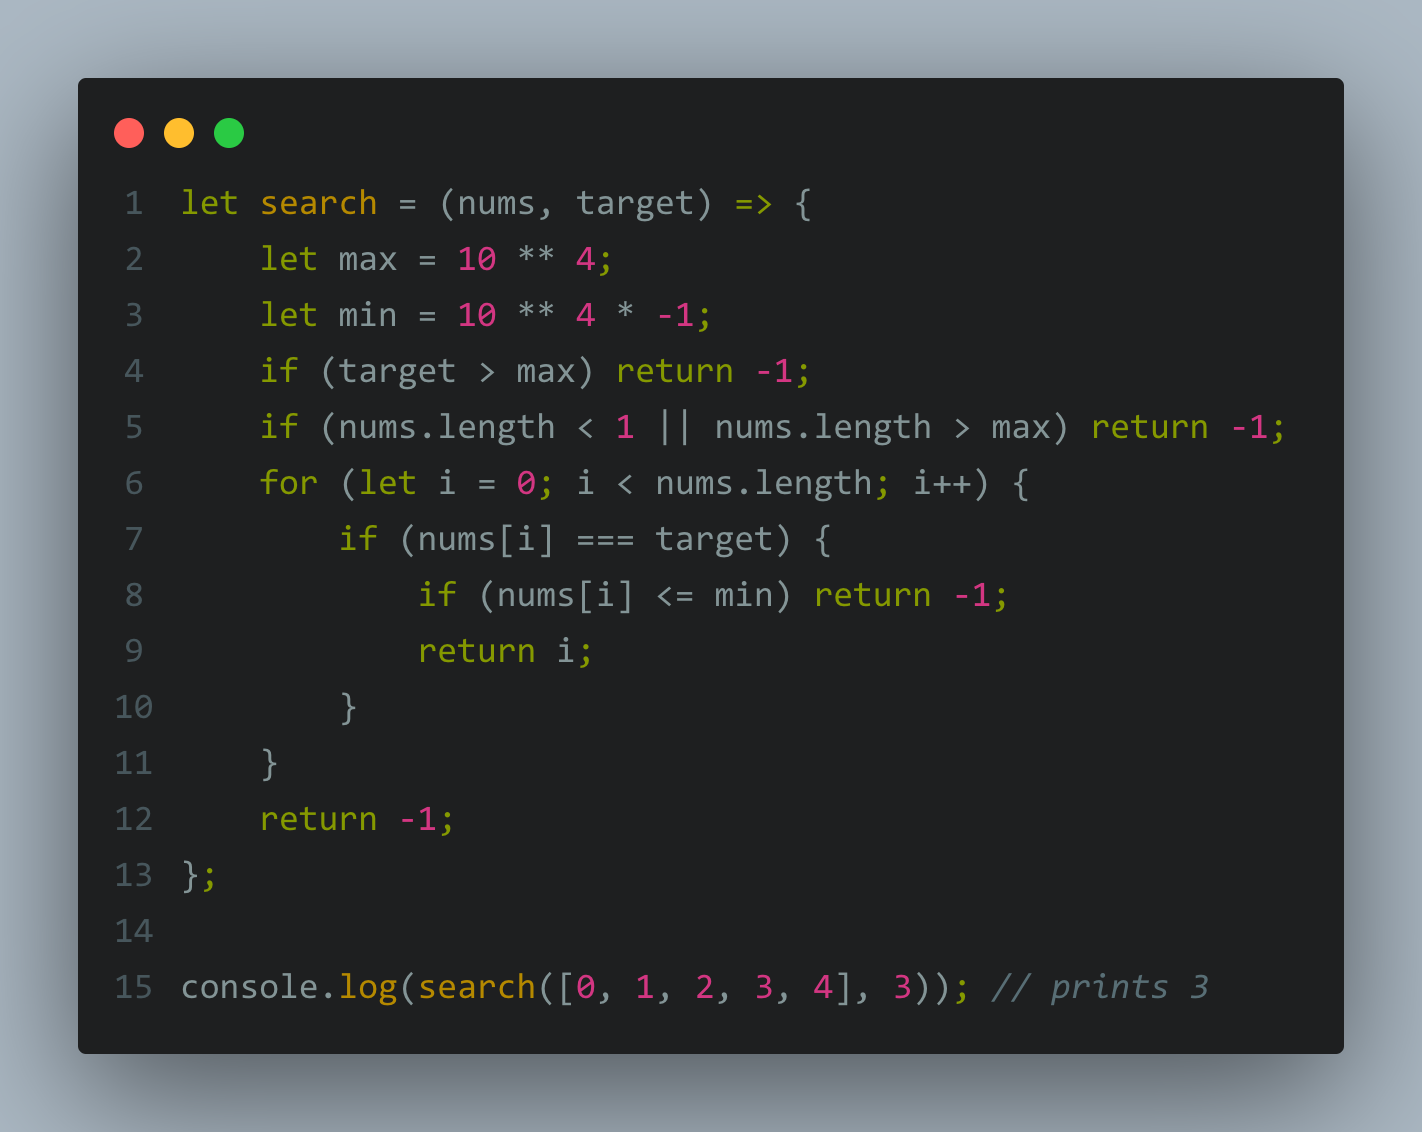 1 let search = (nums, target) => {
2     let max = 10 ** 4;
3     let min = 10 ** 4 * -1;
4     if (target > max) return -1;
5     if (nums.length < 1 || nums.length > max) return -1;
6     for (let i = 0; i < nums.length; i++) {
7         if (nums[i] === target) {
8             if (nums[i] <= min) return -1;
9             return i;
10         }
11     }
12     return -1;
13 };
14
15 console.log(search([0, 1, 2, 3, 4], 3)); // prints 3